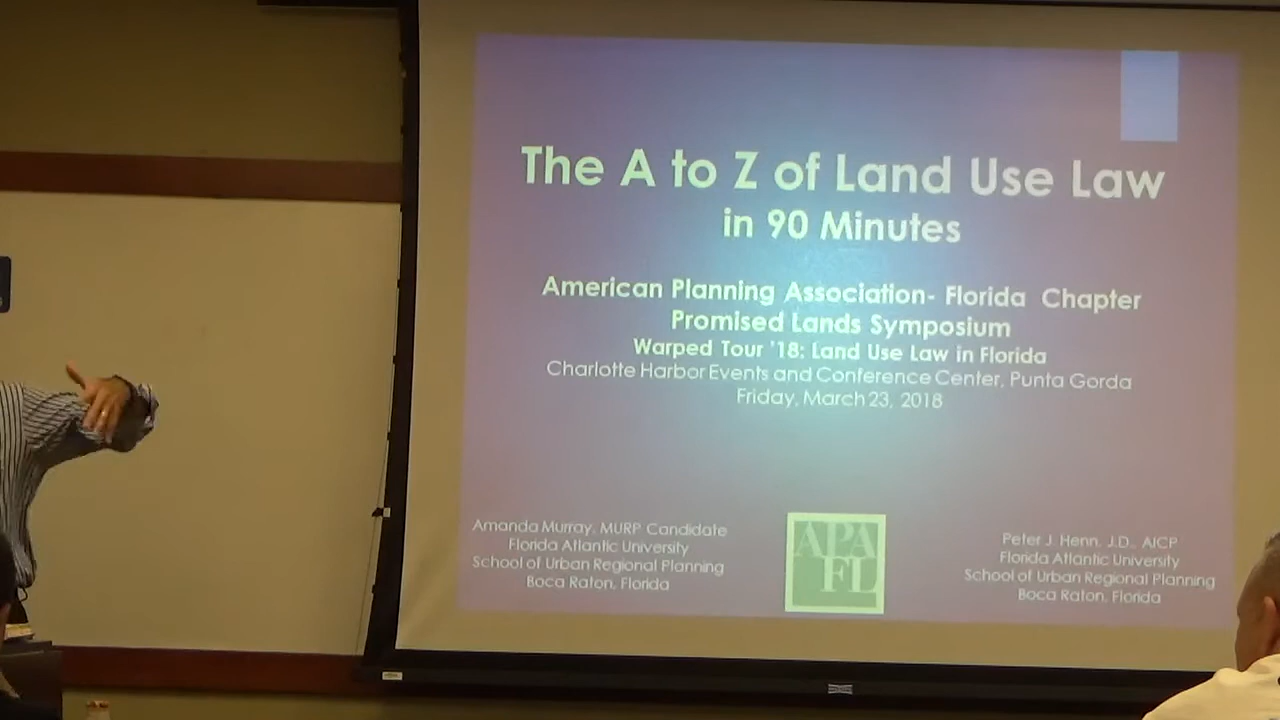 The A to Z of Land Use Law
in 90 Minutes
American Planning Association- Florida Chapter
Promised Lands Symposium
Warped Tour '18: Land Use Law in Florida
Charlotte Harbor Events and Conference Center, Punta Gorda
Friday, March 23, 2018
Amanda Murray, MURP Candidate
Florida Atlantic University
School of Urban Regional Planning
Boca Raton, Florida
APA
FL
Peter J. Henn, J.D., AICP
Florida Atlantic University
School of Urban Regional Planning
Boca Raton, Florida